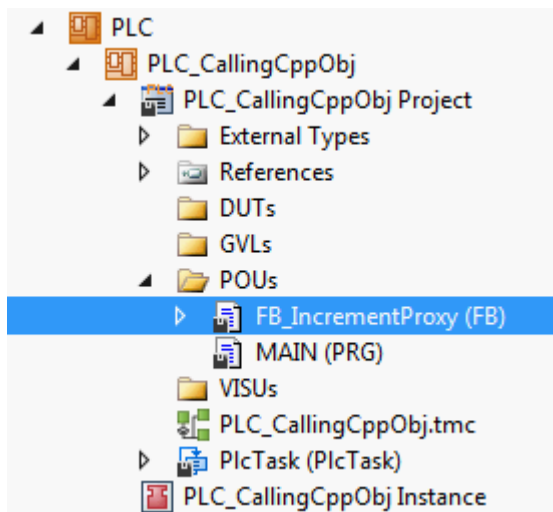 PLC
PLC_CallingCppObj
PLC_CallingCppObj Project
External Types
References
DUTs
GVLs
POUs
FB_IncrementProxy (FB)
MAIN (PRG)
VISUs
PLC_CallingCppObj.tmc
PlcTask (PlcTask)
PLC_CallingCppObj Instance